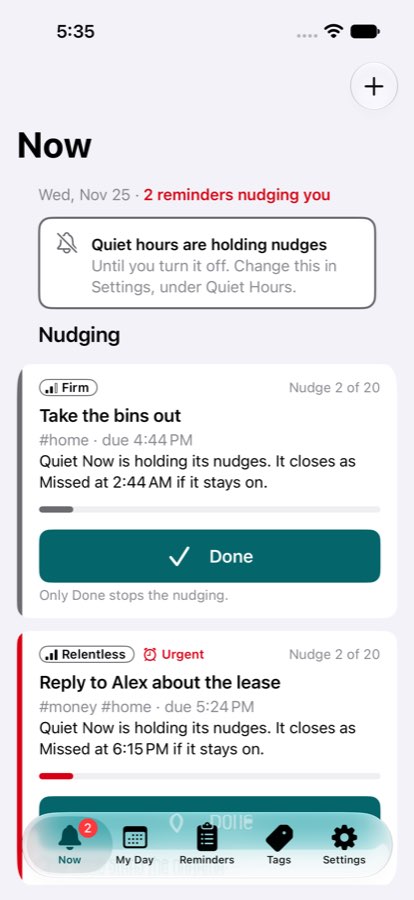 5:35
Now
Wed, Nov 25 · 2 reminders nudging you
Quiet hours are holding nudges
Until you turn it off. Change this in
Settings, under Quiet Hours.
Nudging
Firm
Nudge 2 of 20
Take the bins out
#home · due 4:44 PM
Quiet Now is holding its nudges. It closes as
Missed at 2:44 AM if it stays on.
Done
Only Done stops the nudging.
Relentless
Urgent
Nudge 2 of 20
Reply to Alex about the lease
#money #home · due 5:24 PM
Quiet Now is holding its nudges. It closes as
Missed at 6:15 PM if it stays on.
Done
2
Now
My Day
Reminders
Tags
Settings